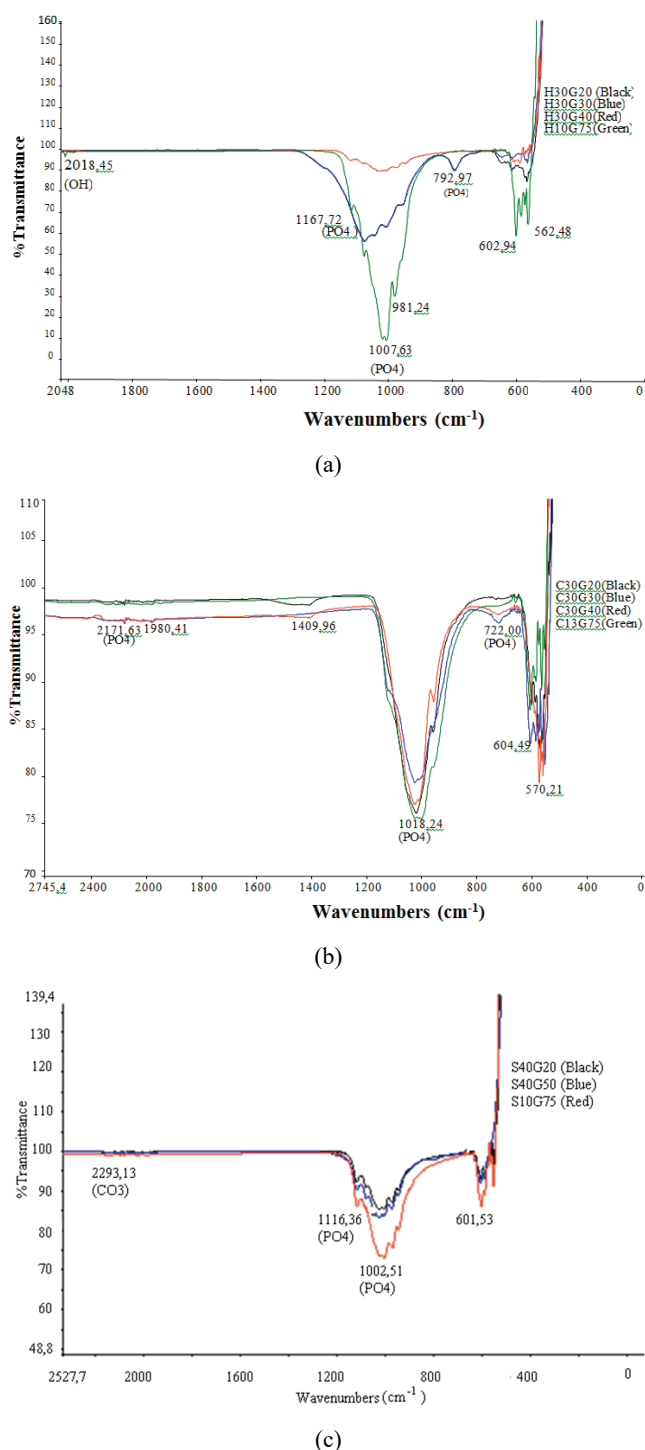 160
150
140
130
120
110
100
90
80
70
60
50
40
30
20
10
0
%Transmittance
H30G20 (Black)
H30G30(Blue)
H30G40(Red)
H10G75(Green)
2018,45
(OH)
1167,72
(PO4)
792,97
(PO4)
602,94
562,48
981,24
1007,63
(PO4)
2048 1200 1000 800 600 400 0
Wavenumbers (cm-1)
(a)
110
105
100
95
90
85
80
75
70
%Transmittance
C30G20(Black)
C30G30(Blue)
C30G40(Red)
C13G75(Green)
2171,63
(PO4)
1980,41
1409,96
722,00
(PO4)
604,49
570,21
1018,24
(PO4)
2745,4 2400 2000 1600 1200 1000 800 600 400 0
Wavenumbers (cm-1)
(b)
139,4
130
120
110
100
90
80
70
60
48,8
%Transmittance
S40G20 (Black)
S40G50 (Blue)
S10G75 (Red)
2293,13
(CO3)
1116,36
(PO4)
601,53
1002,51
(PO4)
2527,7 2000 1600 1200 800 400 0
Wavenumbers (cm-1)
(c)